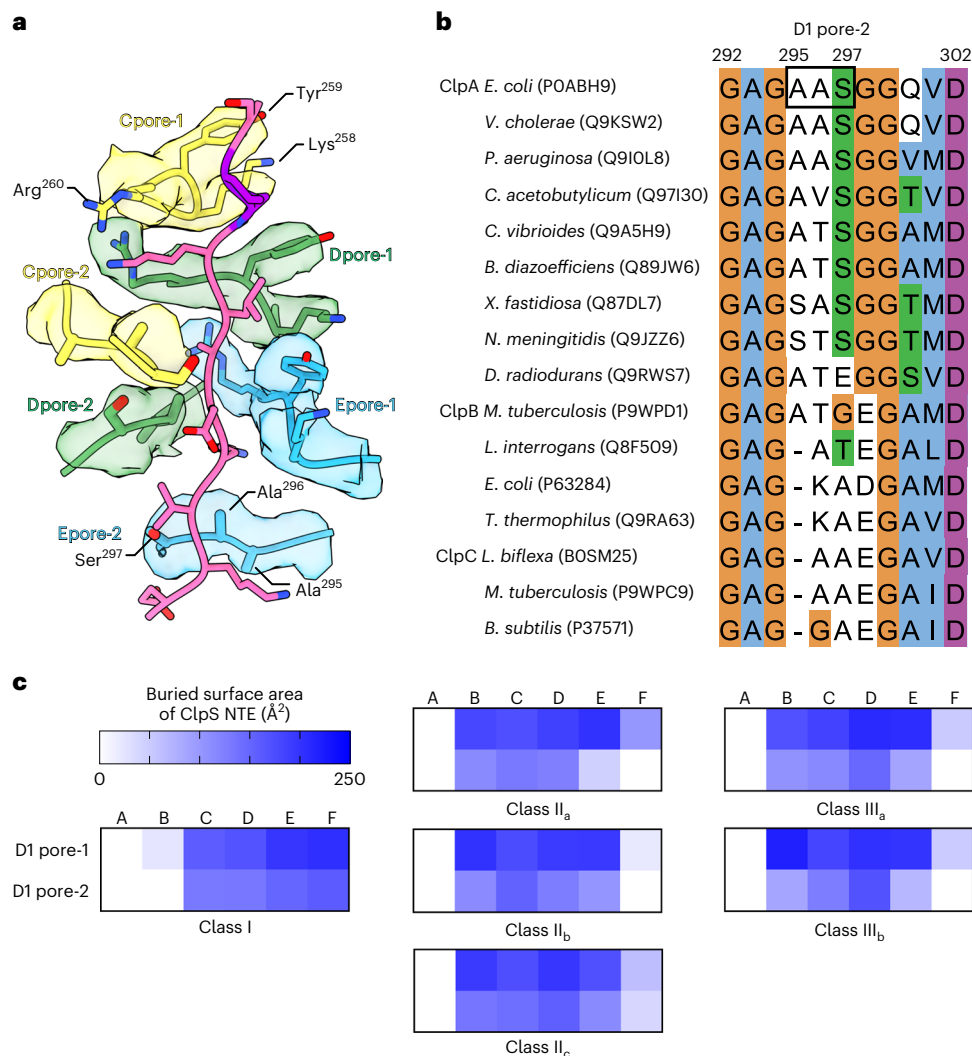 a
Tyr259
Cpore-1
Lys258
Arg260
Dpore-1
Cpore-2
Dpore-2
Epore-1
Ala296
Epore-2
Ser297
Ala295
b
D1 pore-2
292 295 297 302
ClpA E. coli (P0ABH9) GAGAASGGQVD
V. cholerae (Q9KSW2) GAGAASGGQVD
P. aeruginosa (Q9I0L8) GAGAASGGVMD
C. acetobutylicum (Q97I30) GAGAVSGGTVD
C. vibrioides (Q9A5H9) GAGATSGGAMD
B. diazoefficiens (Q89JW6) GAGATSGGAMD
X. fastidiosa (Q87DL7) GAGSASGGTMD
N. meningitidis (Q9JZZ6) GAGSTSGGTMD
D. radiodurans (Q9RWS7) GAGATEGGSVD
ClpB M. tuberculosis (P9WPD1) GAGATGEGAMD
L. interrogans (Q8F509) GAG-ATEGALD
E. coli (P63284) GAG-KADGAMD
T. thermophilus (Q9RA63) GAG-KAEGAVD
ClpC L. biflexa (B0SM25) GAG-AAEGAVD
M. tuberculosis (P9WPC9) GAG-AAEGAID
B. subtilis (P37571) GAG-GAEGAID
c
Buried surface area
of ClpS NTE (Å2)
0 250
A B C D E F
D1 pore-1
D1 pore-2
Class I
A B C D E F
Class IIa
Class IIb
Class IIc
A B C D E F
Class IIIa
Class IIIb